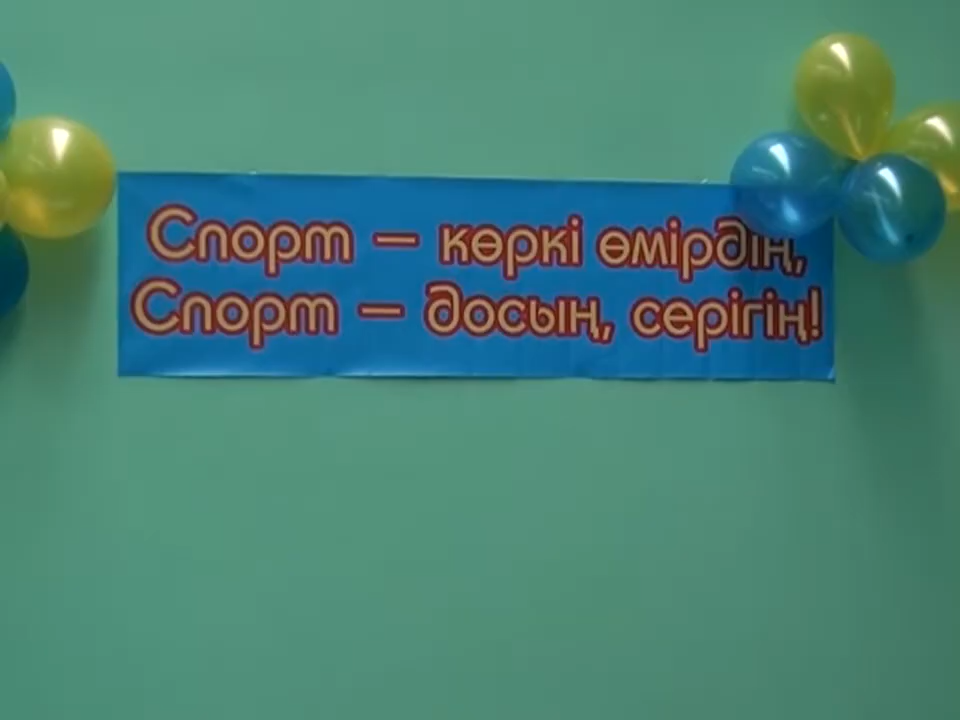 Спорт – көркі өмірдің,
Спорт – досың, серігің!